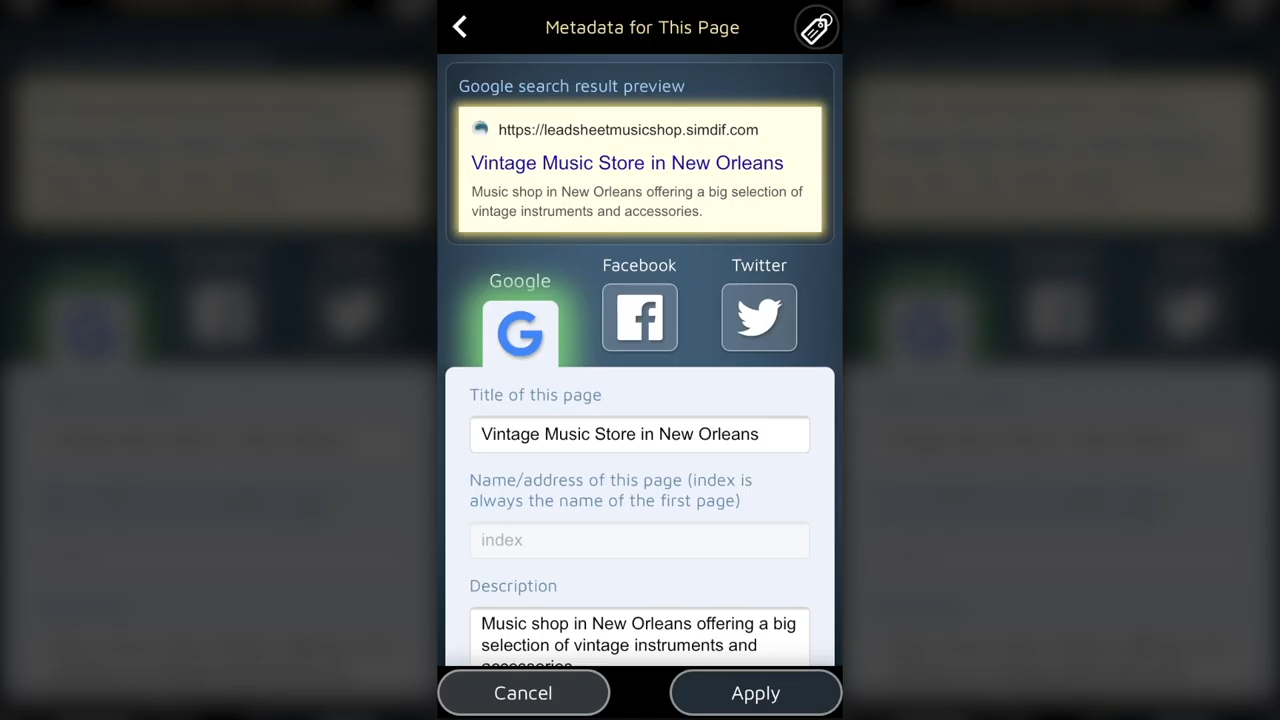 Metadata for This Page
Google search result preview
https://leadsheetmusicshop.simdif.com
Vintage Music Store in New Orleans
Music shop in New Orleans offering a big selection of
vintage instruments and accessories.
Google
Facebook
Twitter
Title of this page
Vintage Music Store in New Orleans
Name/address of this page (index is
always the name of the first page)
index
Description
Music shop in New Orleans offering a big
selection of vintage instruments and
accessories.
Cancel
Apply